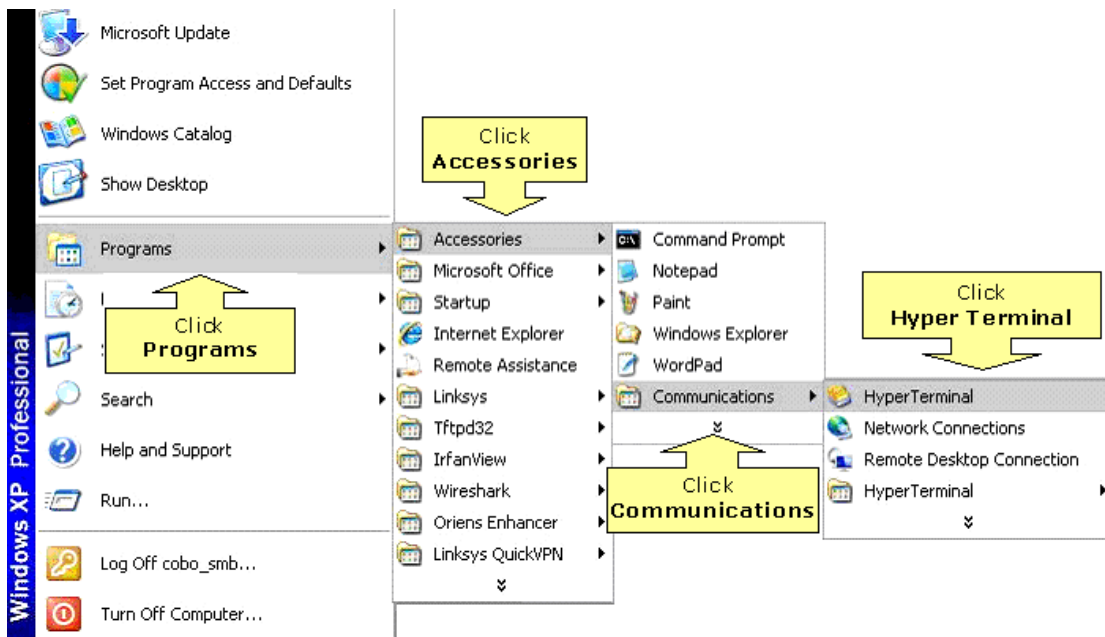 Microsoft Update
Set Program Access and Defaults
Windows Catalog
Show Desktop
Programs
Search
Help and Support
Run...
Log Off cobo_smb...
Turn Off Computer...
Windows XP Professional
Click
Programs
Click
Accessories
Accessories
Microsoft Office
Startup
Internet Explorer
Remote Assistance
Linksys
Tftpd32
IrfanView
Wireshark
Oriens Enhancer
Linksys QuickVPN
C:\
Command Prompt
Notepad
Paint
Windows Explorer
WordPad
Communications
Click
Communications
Click
Hyper Terminal
HyperTerminal
Network Connections
Remote Desktop Connection
HyperTerminal